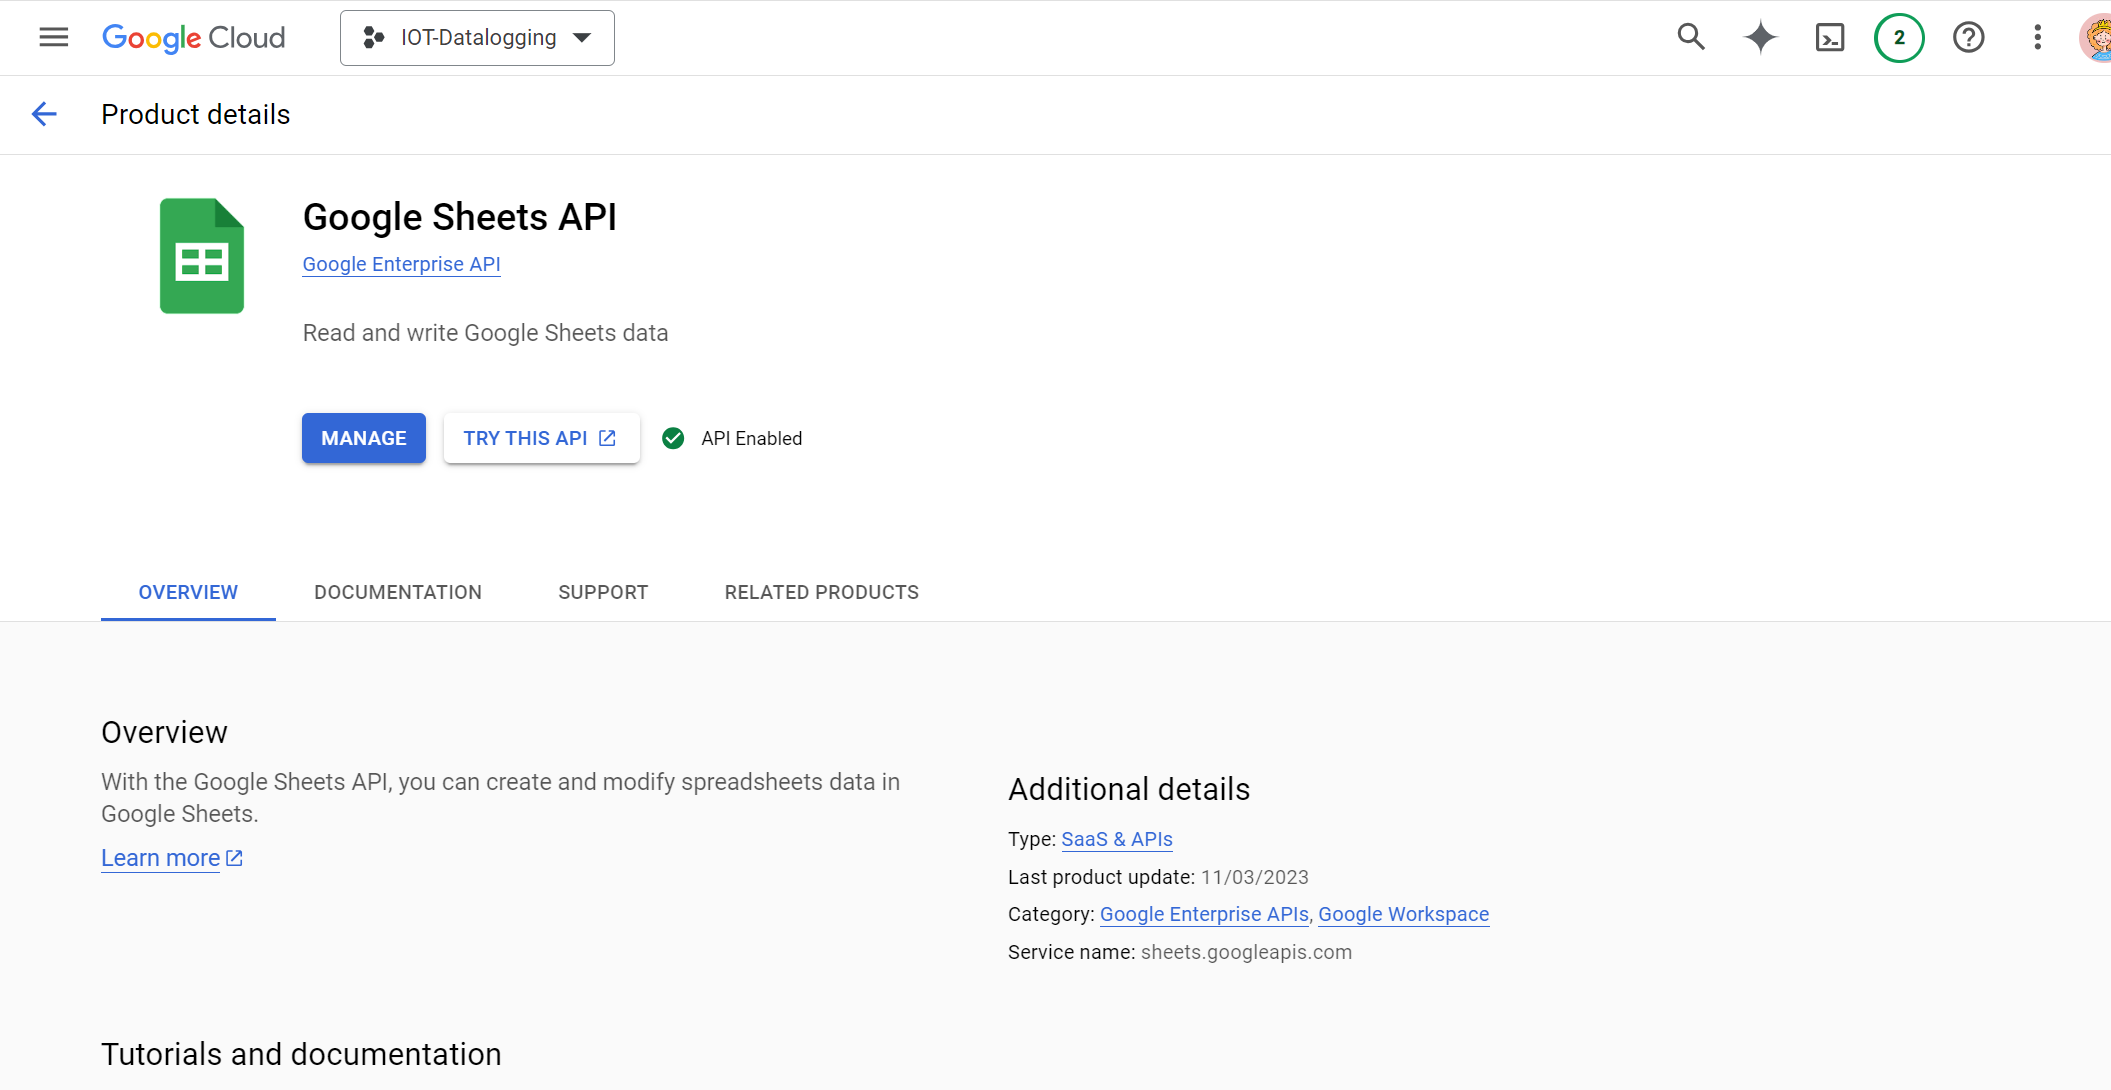 Google Cloud
IOT-Datalogging
2
Product details
Google Sheets API
Google Enterprise API
Read and write Google Sheets data
MANAGE
TRY THIS API
API Enabled
OVERVIEW
DOCUMENTATION
SUPPORT
RELATED PRODUCTS
Overview
With the Google Sheets API, you can create and modify spreadsheets data in
Google Sheets.
Learn more
Additional details
Type: SaaS & APIs
Last product update: 11/03/2023
Category: Google Enterprise APIs, Google Workspace
Service name: sheets.googleapis.com
Tutorials and documentation